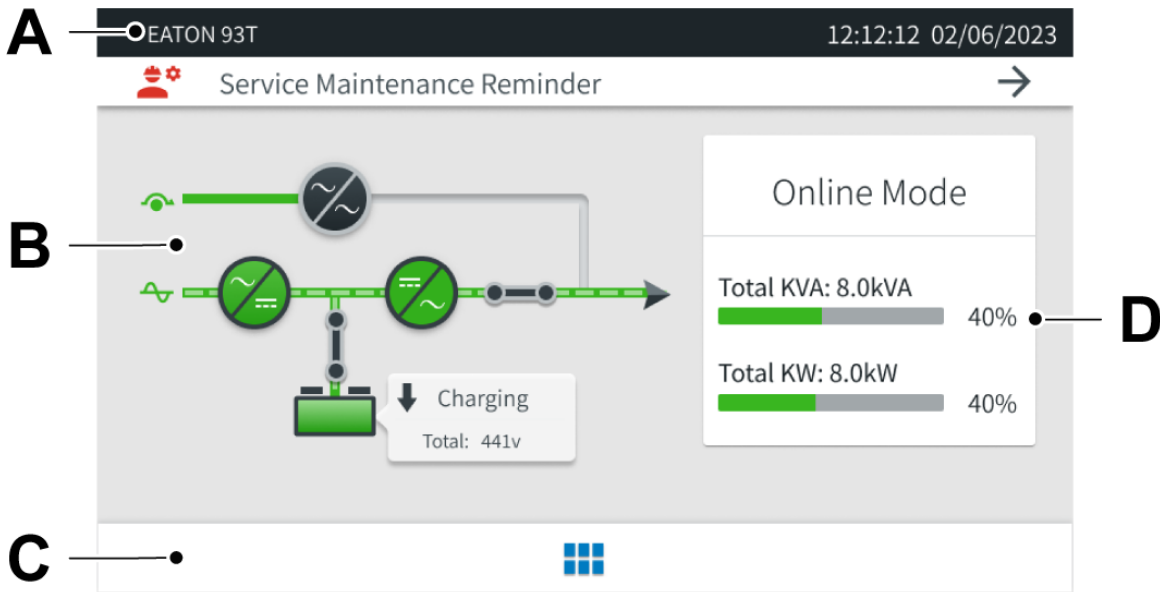 A
EATON 93T
12:12:12 02/06/2023
Service Maintenance Reminder
B
Online Mode
Total KVA: 8.0kVA
40%
D
Total KW: 8.0kW
40%
Charging
Total: 441v
C